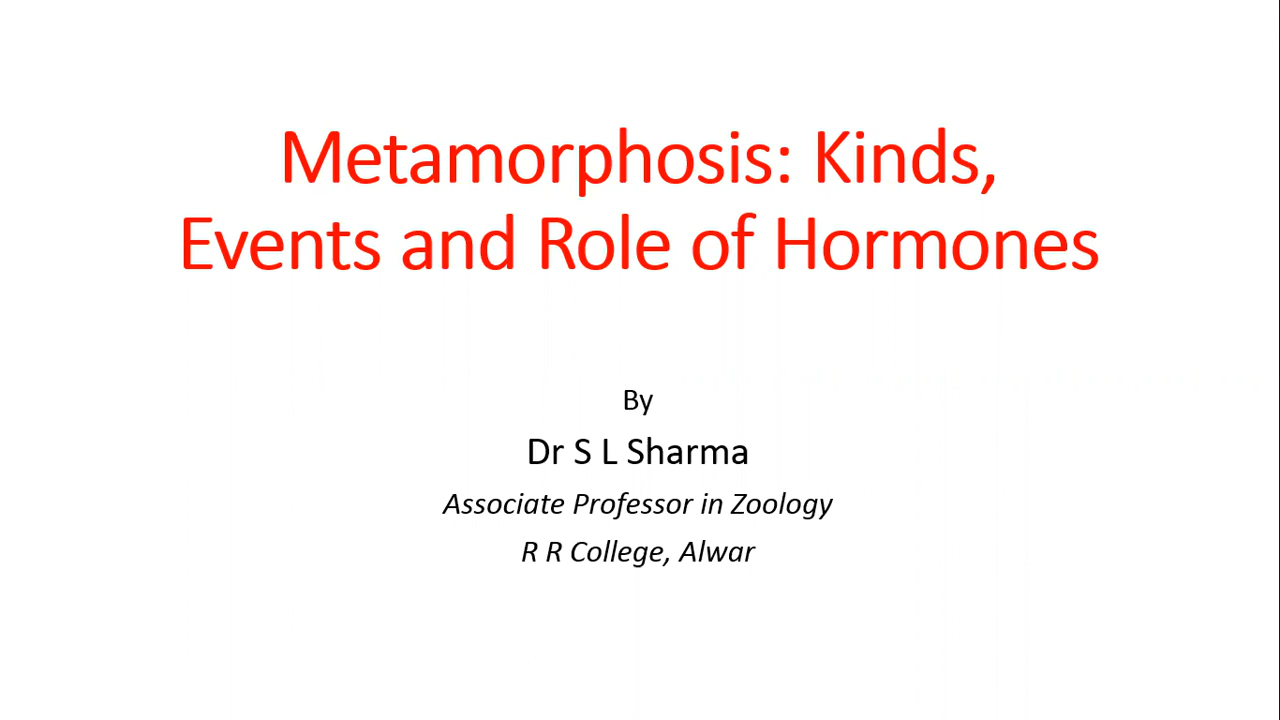 Metamorphosis: Kinds,
Events and Role of Hormones
By
Dr S L Sharma
Associate Professor in Zoology
R R College, Alwar